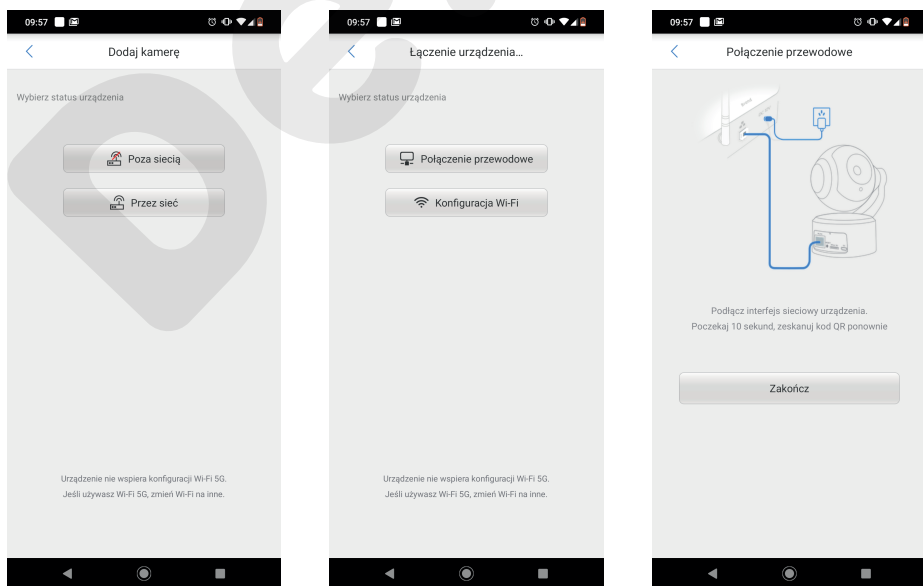 09:57
Dodaj kamerę
Wybierz status urządzenia
Poza siecią
Przez sieć
Urządzenie nie wspiera konfiguracji Wi-Fi 5G.
Jeśli używasz Wi-Fi 5G, zmień Wi-Fi na inne.
09:57
Łączenie urządzenia...
Wybierz status urządzenia
Połączenie przewodowe
Konfiguracja Wi-Fi
Urządzenie nie wspiera konfiguracji Wi-Fi 5G.
Jeśli używasz Wi-Fi 5G, zmień Wi-Fi na inne.
09:57
Połączenie przewodowe
Podłącz interfejs sieciowy urządzenia.
Poczekaj 10 sekund, zeskanuj kod QR ponownie
Zakończ